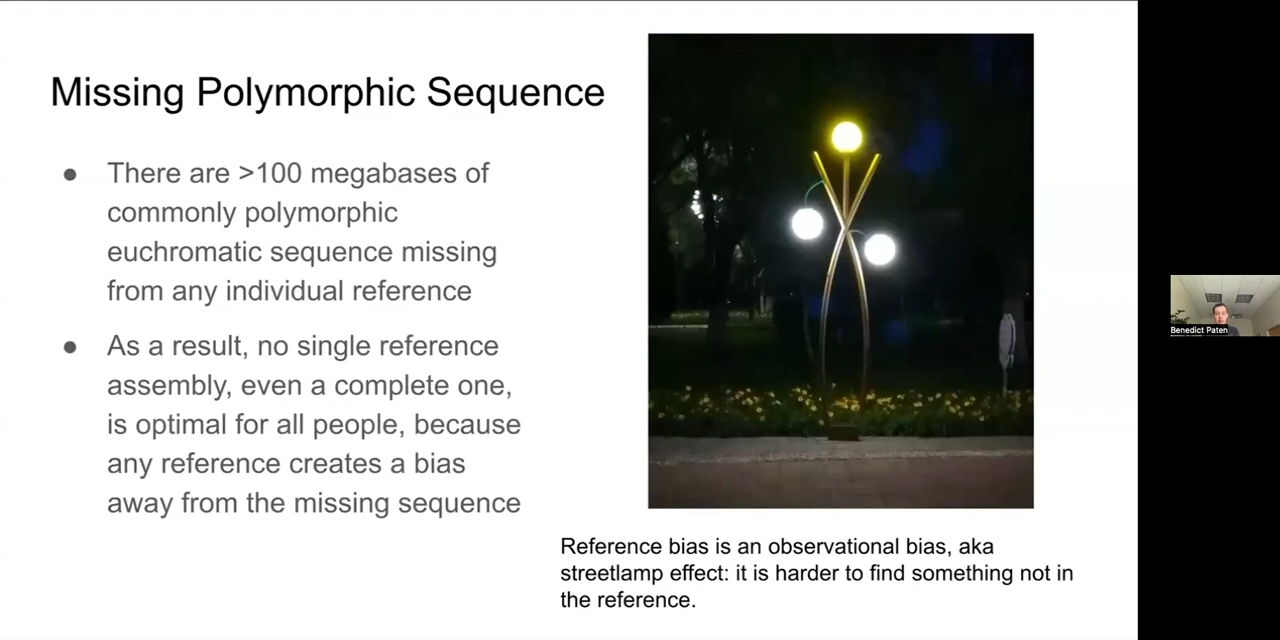 Missing Polymorphic Sequence
● There are >100 megabases of
commonly polymorphic
euchromatic sequence missing
from any individual reference
● As a result, no single reference
assembly, even a complete one,
is optimal for all people, because
any reference creates a bias
away from the missing sequence
Reference bias is an observational bias, aka
streetlamp effect: it is harder to find something not in
the reference.
Benedict Paten